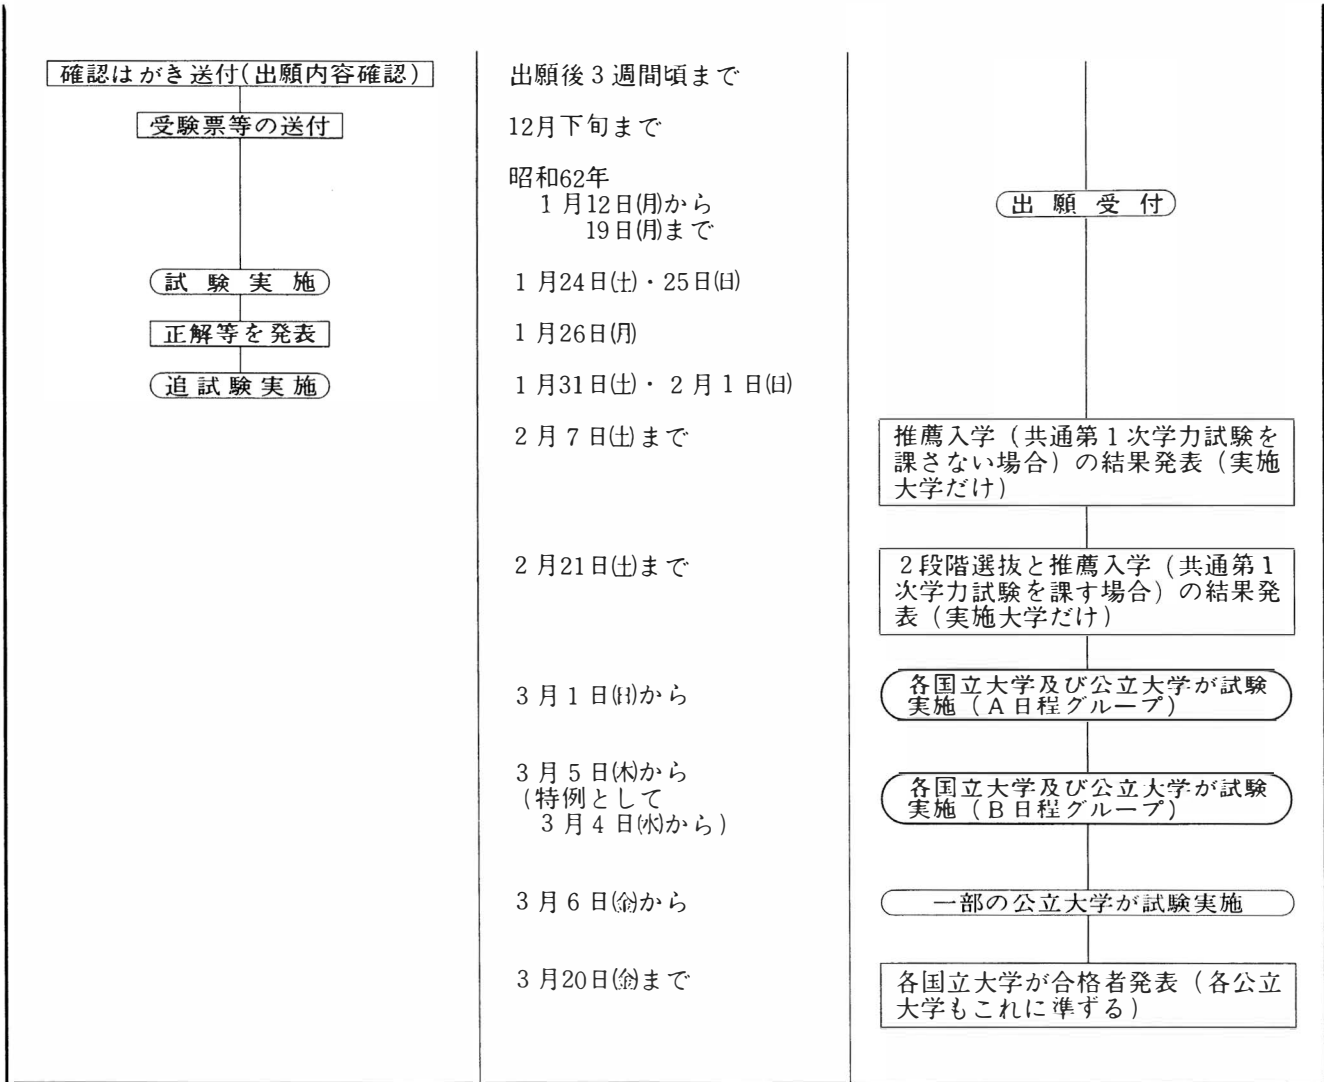 確認はがき送付(出願内容確認)
出願後3週間頃まで
受験票等の送付
12月下旬まで
昭和62年
1月12日(月)から
19日(月)まで
出願受付
試験実施
1月24日(土)・25日(日)
正解等を発表
1月26日(月)
追試験実施
1月31日(土)・2月1日(日)
2月7日(土)まで
推薦入学(共通第1次学力試験を
課さない場合)の結果発表(実施
大学だけ)
2月21日(土)まで
2段階選抜と推薦入学(共通第1
次学力試験を課す場合)の結果発
表(実施大学だけ)
3月1日(日)から
各国立大学及び公立大学が試験
実施(A日程グループ)
3月5日(木)から
(特例として
3月4日(水)から)
各国立大学及び公立大学が試験
実施(B日程グループ)
3月6日(金)から
一部の公立大学が試験実施
3月20日(金)まで
各国立大学が合格者発表(各公立
大学もこれに準ずる)